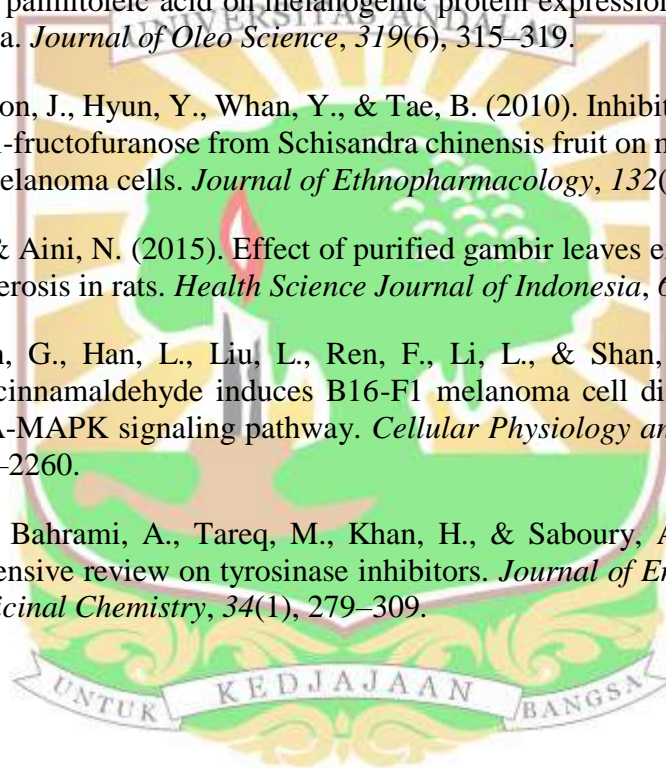 palmitoleic acid on melanogenic protein expression
UNIVERSITAS ANDALAS
a. Journal of Oleo Science, 319(6), 315–319.
on, J., Hyun, Y., Whan, Y., & Tae, B. (2010). Inhibit
l-fructofuranose from Schisandra chinensis fruit on m
elanoma cells. Journal of Ethnopharmacology, 132(
& Aini, N. (2015). Effect of purified gambir leaves e
erosis in rats. Health Science Journal of Indonesia, 6
n, G., Han, L., Liu, L., Ren, F., Li, L., & Shan,
cinnamaldehyde induces B16-F1 melanoma cell di
A-MAPK signaling pathway. Cellular Physiology an
–2260.
Bahrami, A., Tareq, M., Khan, H., & Saboury, A
ensive review on tyrosinase inhibitors. Journal of En
icinal Chemistry, 34(1), 279–309.
UNTUK KEDJAJAAN BANGSA